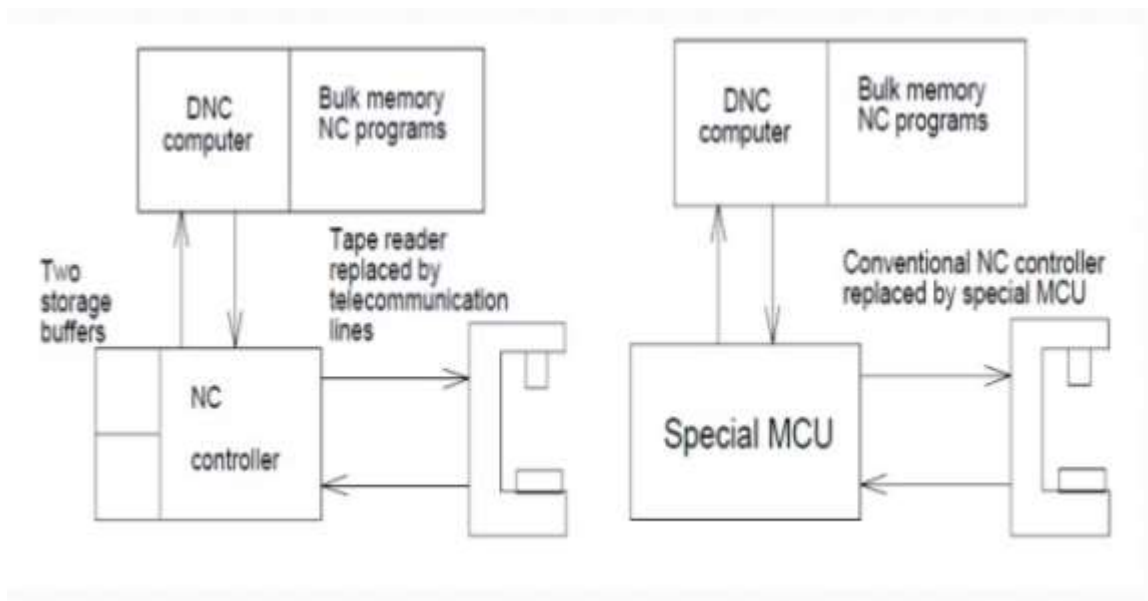 DNC
computer
Bulk memory
NC programs
Two
storage
buffers
Tape reader
replaced by
telecommunication
lines
NC
controller
DNC
computer
Bulk memory
NC programs
Conventional NC controller
replaced by special MCU
Special MCU